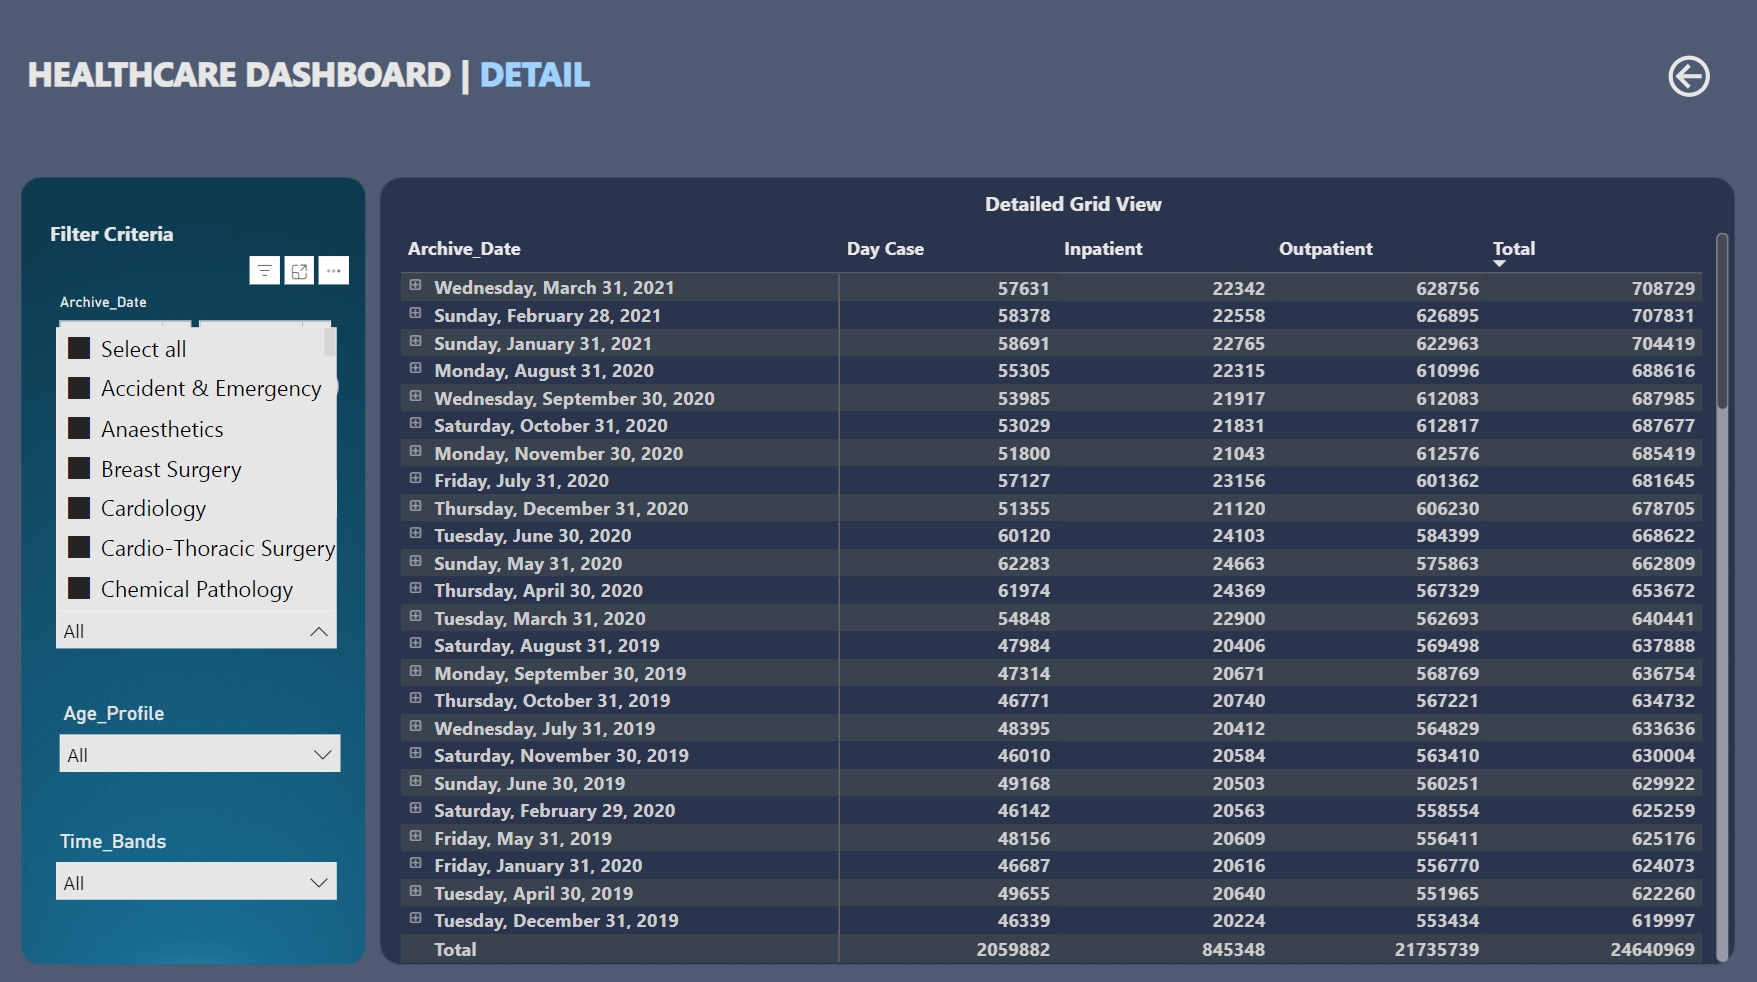 HEALTHCARE DASHBOARD | DETAIL
Filter Criteria
Archive_Date
Select all
Accident & Emergency
Anaesthetics
Breast Surgery
Cardiology
Cardio-Thoracic Surgery
Chemical Pathology
All
Age_Profile
All
Time_Bands
All
Detailed Grid View
Archive_Date Day Case Inpatient Outpatient Total
Wednesday, March 31, 2021 57631 22342 628756 708729
Sunday, February 28, 2021 58378 22558 626895 707831
Sunday, January 31, 2021 58691 22765 622963 704419
Monday, August 31, 2020 55305 22315 610996 688616
Wednesday, September 30, 2020 53985 21917 612083 687985
Saturday, October 31, 2020 53029 21831 612817 687677
Monday, November 30, 2020 51800 21043 612576 685419
Friday, July 31, 2020 57127 23156 601362 681645
Thursday, December 31, 2020 51355 21120 606230 678705
Tuesday, June 30, 2020 60120 24103 584399 668622
Sunday, May 31, 2020 62283 24663 575863 662809
Thursday, April 30, 2020 61974 24369 567329 653672
Tuesday, March 31, 2020 54848 22900 562693 640441
Saturday, August 31, 2019 47984 20406 569498 637888
Monday, September 30, 2019 47314 20671 568769 636754
Thursday, October 31, 2019 46771 20740 567221 634732
Wednesday, July 31, 2019 48395 20412 564829 633636
Saturday, November 30, 2019 46010 20584 563410 630004
Sunday, June 30, 2019 49168 20503 560251 629922
Saturday, February 29, 2020 46142 20563 558554 625259
Friday, May 31, 2019 48156 20609 556411 625176
Friday, January 31, 2020 46687 20616 556770 624073
Tuesday, April 30, 2019 49655 20640 551965 622260
Tuesday, December 31, 2019 46339 20224 553434 619997
Total 2059882 845348 21735739 24640969